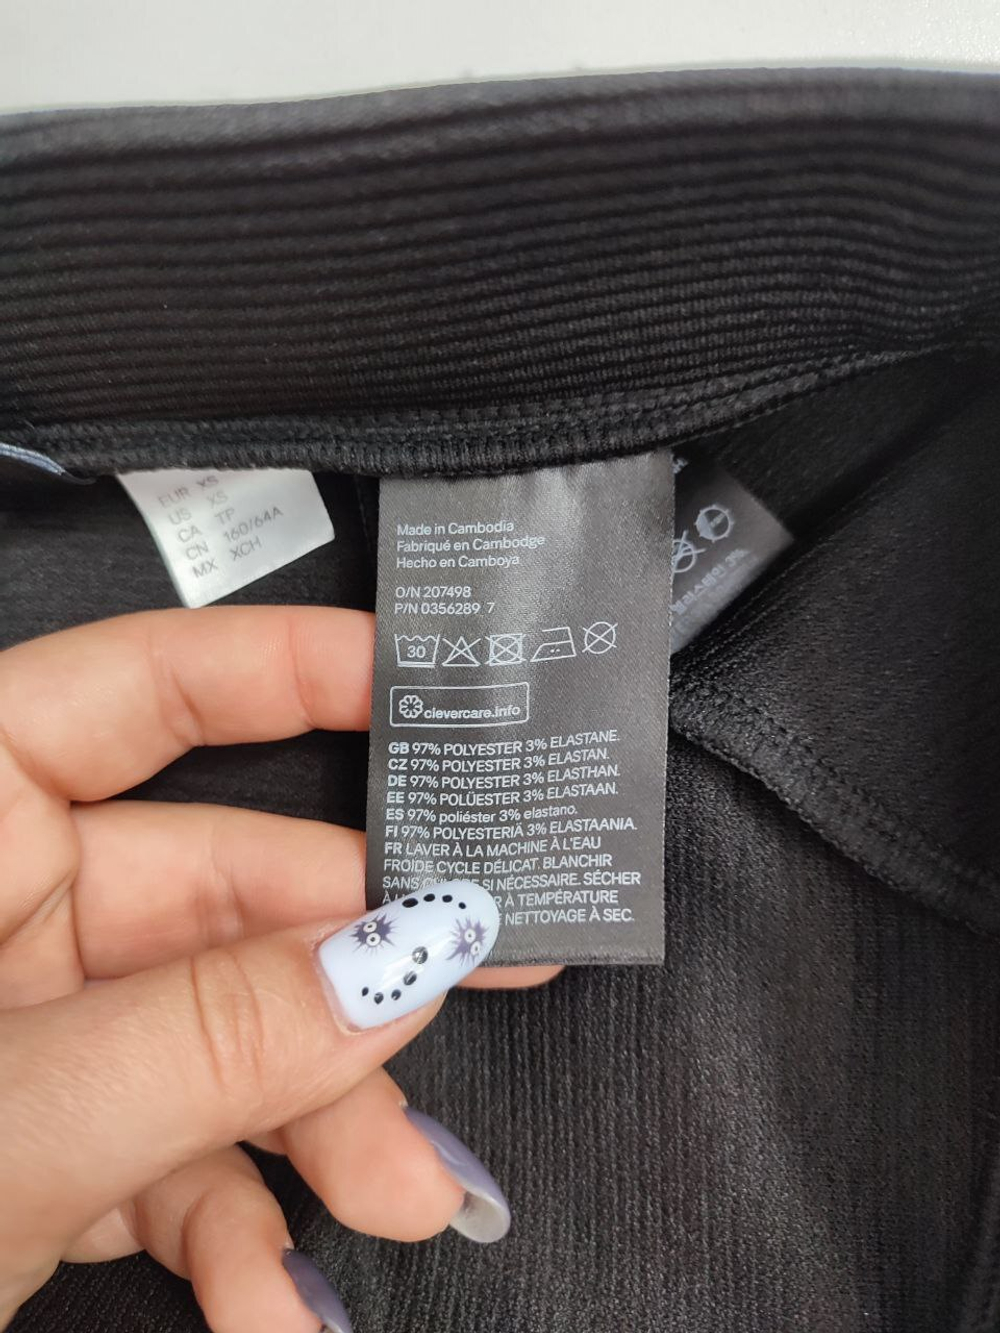 EUR XS
US XS
CA TP
CN 160/64A
MX XCH
Made in Cambodia
Fabriqué en Cambodge
Hecho en Camboya
O/N 207498
P/N 0356289 7
30
clevercare.info
GB 97% POLYESTER 3% ELASTANE.
CZ 97% POLYESTER 3% ELASTAN.
DE 97% POLYESTER 3% ELASTHAN.
EE 97% POLÜESTER 3% ELASTAAN.
ES 97% poliéster 3% elastano.
FI 97% POLYESTERIÄ 3% ELASTAANIA.
FR LAVER À LA MACHINE À L'EAU
FROIDE CYCLE DÉLICAT. BLANCHIR
SANS SI NÉCESSAIRE. SÉCHER
À TEMPÉRATURE
NETTOYAGE À SEC.
3%.